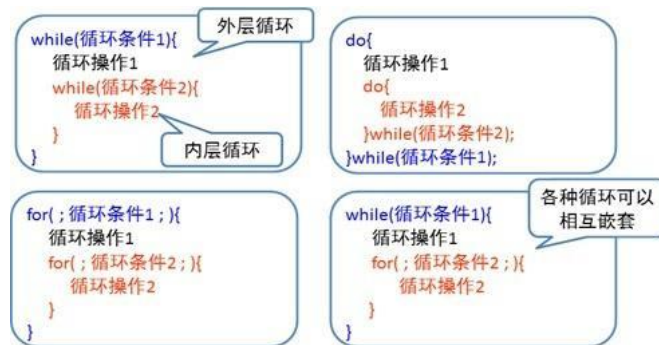 while(循环条件1){
循环操作1
while(循环条件2){
循环操作2
}
}
外层循环
内层循环
do{
循环操作1
do{
循环操作2
}while(循环条件2);
}while(循环条件1);
for( ; 循环条件1 ; ){
循环操作1
for( ; 循环条件2 ; ){
循环操作2
}
}
while(循环条件1){
循环操作1
for( ; 循环条件2 ; ){
循环操作2
}
}
各种循环可以
相互嵌套